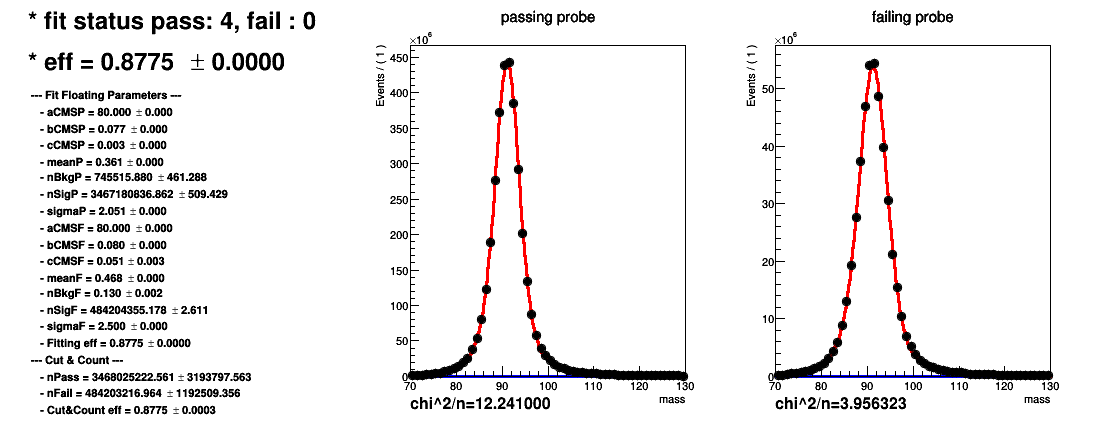 * fit status pass: 4, fail : 0
* eff = 0.8775 ± 0.0000
--- Fit Floating Parameters ---
- aCMSP = 80.000 ± 0.000
- bCMSP = 0.077 ± 0.000
- cCMSP = 0.003 ± 0.000
- meanP = 0.361 ± 0.000
- nBkgP = 745515.880 ± 461.288
- nSigP = 3467180836.862 ± 509.429
- sigmaP = 2.051 ± 0.000
- aCMSF = 80.000 ± 0.000
- bCMSF = 0.080 ± 0.000
- cCMSF = 0.051 ± 0.003
- meanF = 0.468 ± 0.000
- nBkgF = 0.130 ± 0.002
- nSigF = 484204355.178 ± 2.611
- sigmaF = 2.500 ± 0.000
- Fitting eff = 0.8775 ± 0.0000
--- Cut & Count ---
- nPass = 3468025222.561 ± 3193797.563
- nFail = 484203216.964 ± 1192509.356
- Cut&Count eff = 0.8775 ± 0.0003
passing probe
×10^6
Events / ( 1 )
450
400
350
300
250
200
150
100
50
0
70 80 90 100 110 120 130
mass
chi^2/n=12.241000
failing probe
×10^6
Events / ( 1 )
50
40
30
20
10
0
70 80 90 100 110 120 130
mass
chi^2/n=3.956323